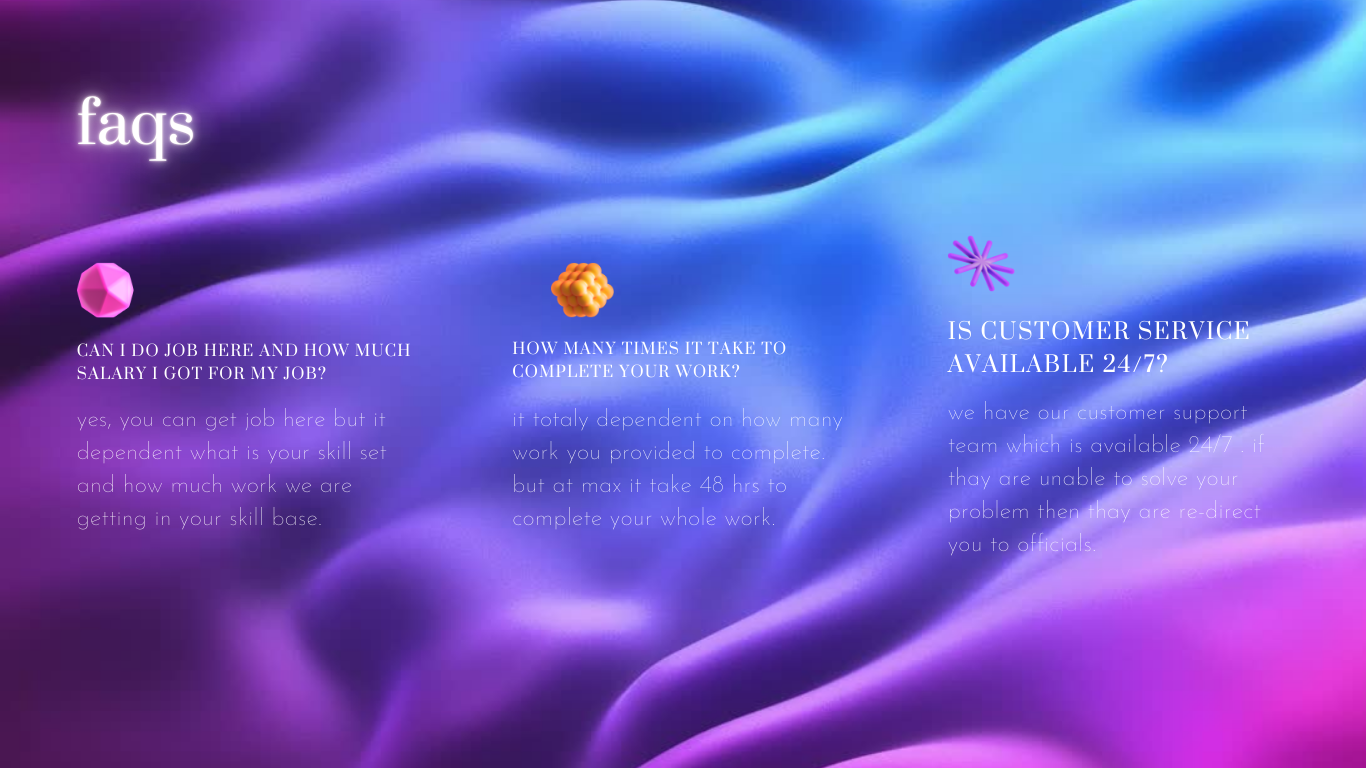 faqs
CAN I DO JOB HERE AND HOW MUCH
SALARY I GOT FOR MY JOB?
yes, you can get job here but it
dependent what is your skill set
and how much work we are
getting in your skill base.
HOW MANY TIMES IT TAKE TO
COMPLETE YOUR WORK?
it totaly dependent on how many
work you provided to complete.
but at max it take 48 hrs to
complete your whole work.
IS CUSTOMER SERVICE
AVAILABLE 24/7?
we have our customer support
team which is available 24/7 . if
thay are unable to solve your
problem then thay are re-direct
you to officials.